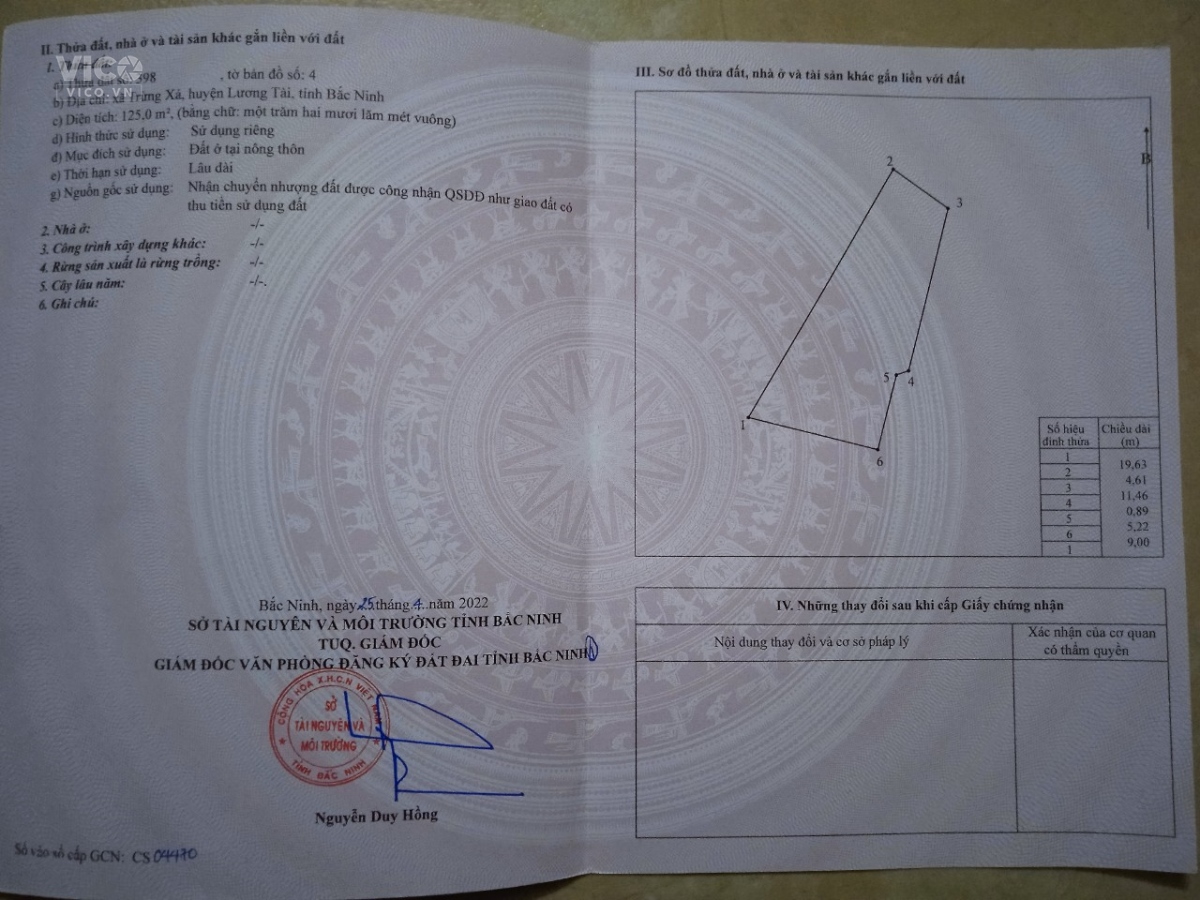 II. Thửa đất, nhà ở và tài sản khác gắn liền với đất
1.
VICO
VICO.VN
a) Thửa đất số: 398 , tờ bản đồ số: 4
b) Địa chỉ: xã Trừng Xá, huyện Lương Tài, tỉnh Bắc Ninh
c) Diện tích: 125,0 m², (bằng chữ: một trăm hai mươi lăm mét vuông)
d) Hình thức sử dụng: Sử dụng riêng
đ) Mục đích sử dụng: Đất ở tại nông thôn
e) Thời hạn sử dụng: Lâu dài
g) Nguồn gốc sử dụng: Nhận chuyển nhượng đất được công nhận QSDĐ như giao đất có
thu tiền sử dụng đất
2. Nhà ở: -/-
3. Công trình xây dựng khác: -/-
4. Rừng sản xuất là rừng trồng: -/-
5. Cây lâu năm: -/-.
6. Ghi chú:
Bắc Ninh, ngày 25 tháng 4 năm 2022
SỞ TÀI NGUYÊN VÀ MÔI TRƯỜNG TỈNH BẮC NINH
TUQ. GIÁM ĐỐC
GIÁM ĐỐC VĂN PHÒNG ĐĂNG KÝ ĐẤT ĐAI TỈNH BẮC NINH
CỘNG HÒA X.H.C.N VIỆT NAM
SỞ
TÀI NGUYÊN VÀ
MÔI TRƯỜNG
TỈNH BẮC NINH
Nguyễn Duy Hồng
Số vào sổ cấp GCN: CS 04470
III. Sơ đồ thửa đất, nhà ở và tài sản khác gắn liền với đất
B
2
3
5
4
1
6
Số hiệu đỉnh thửa Chiều dài (m)
1
19,63
2
4,61
3
11,46
4
0,89
5
5,22
6
9,00
1
IV. Những thay đổi sau khi cấp Giấy chứng nhận
Nội dung thay đổi và cơ sở pháp lý
Xác nhận của cơ quan
có thẩm quyền